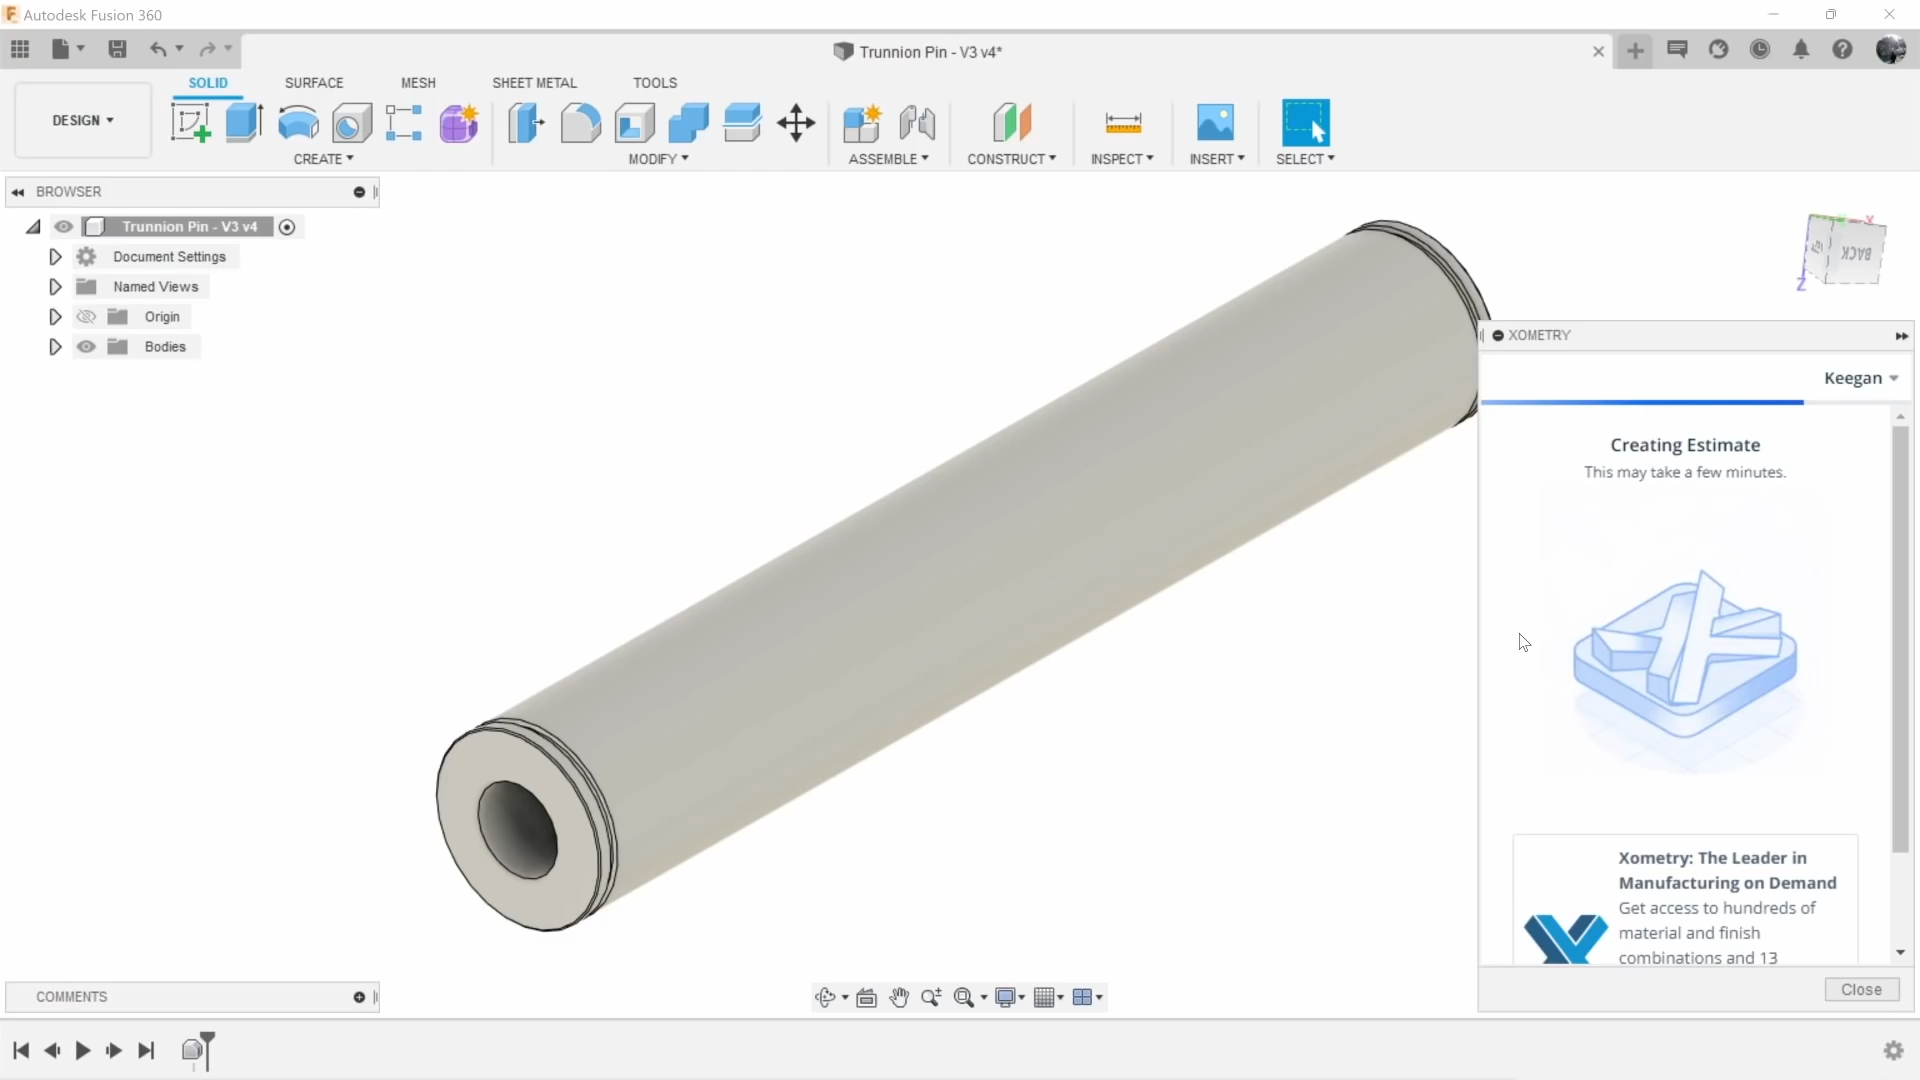 Autodesk Fusion 360
Trunnion Pin - V3 v4*
SOLID
SURFACE
MESH
SHEET METAL
TOOLS
DESIGN
CREATE
MODIFY
ASSEMBLE
CONSTRUCT
INSPECT
INSERT
SELECT
BROWSER
Trunnion Pin - V3 v4
Document Settings
Named Views
Origin
Bodies
BACK
Z
XOMETRY
Keegan
Creating Estimate
This may take a few minutes.
Xometry: The Leader in
Manufacturing on Demand
Get access to hundreds of
material and finish
combinations and 13
Close
COMMENTS